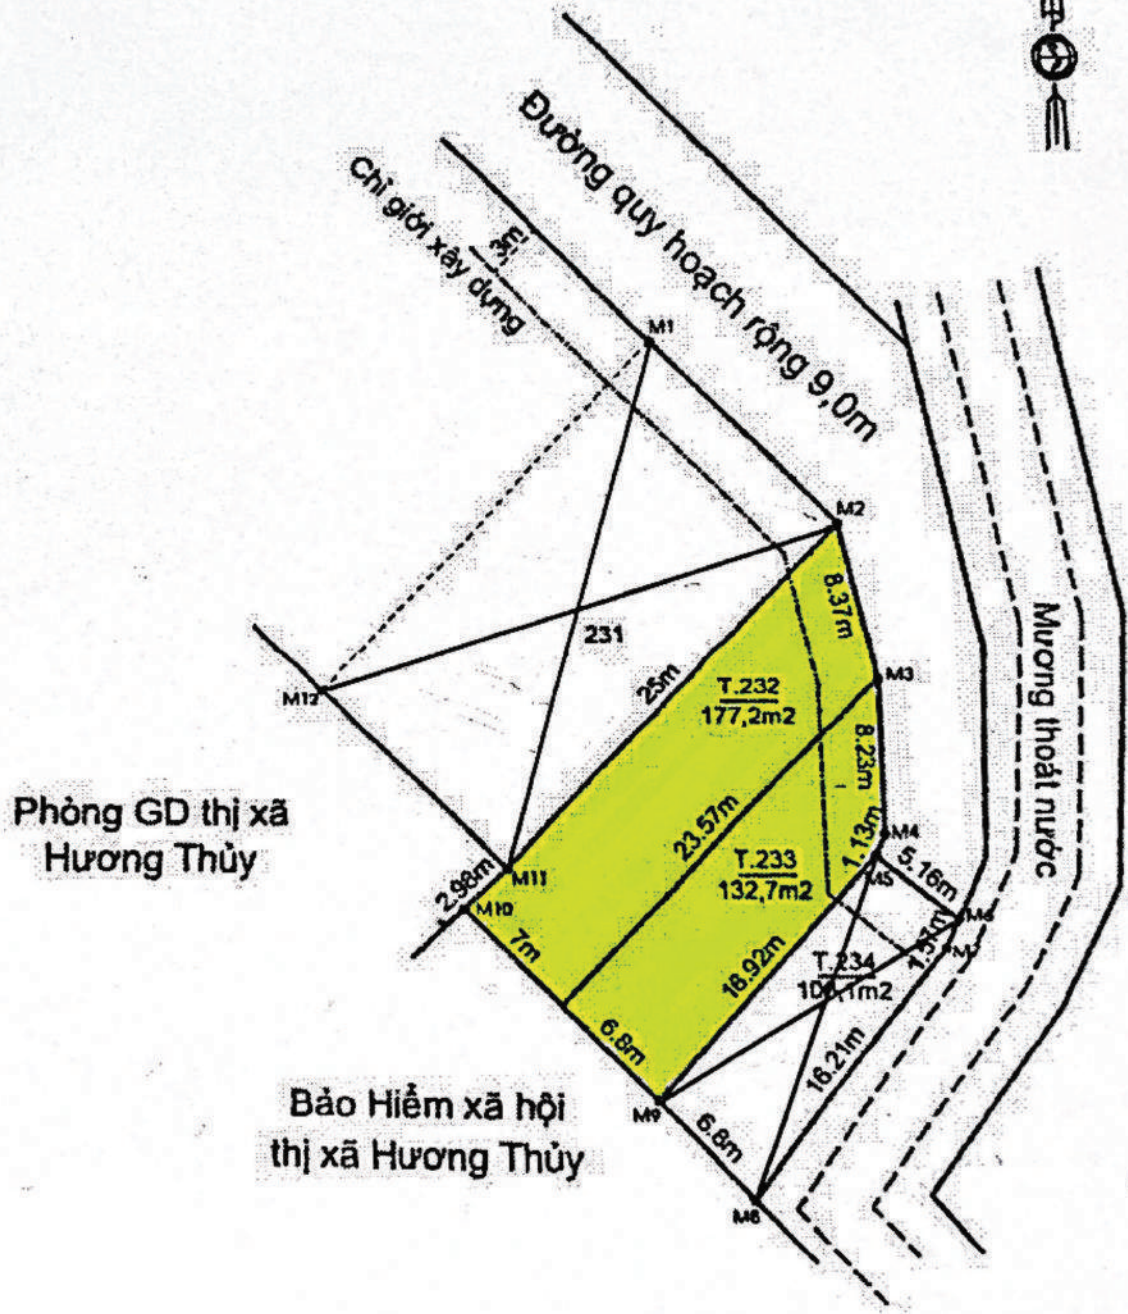 Đường quy hoạch rộng 9,0m
Chỉ giới xây dựng
3m
M1
M2
8.37m
231
25m
T.232
177,2m2
M3
M12
Mương thoát nước
8.23m
Phòng GD thị xã
Hương Thủy
23.57m
T.233
132,7m2
1.13m
M4
M5
5.16m
2.98m
M11
M10
M6
1.57m
M7
7m
18.92m
T.234
6.8m
16.21m
Bảo Hiểm xã hội
thị xã Hương Thủy
M9
6.8m
M8